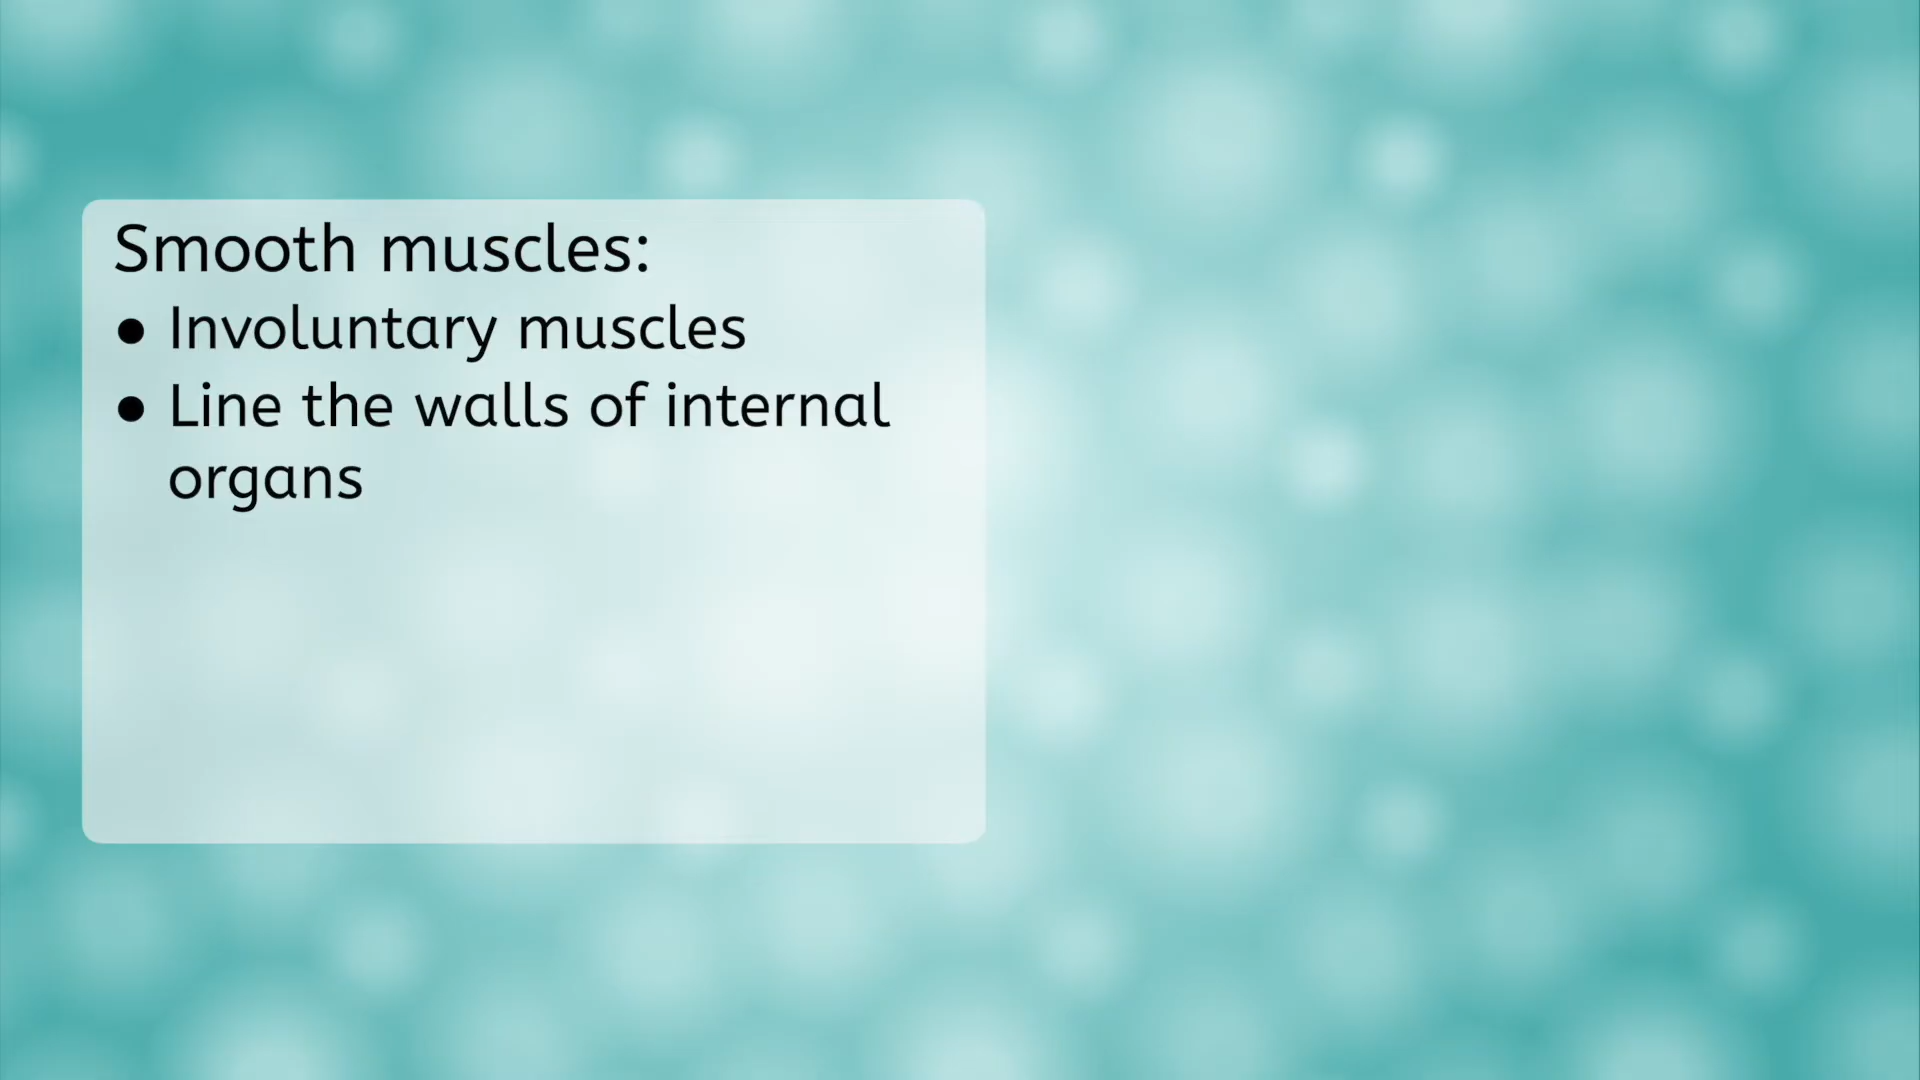 Smooth muscles:
● Involuntary muscles
● Line the walls of internal
organs